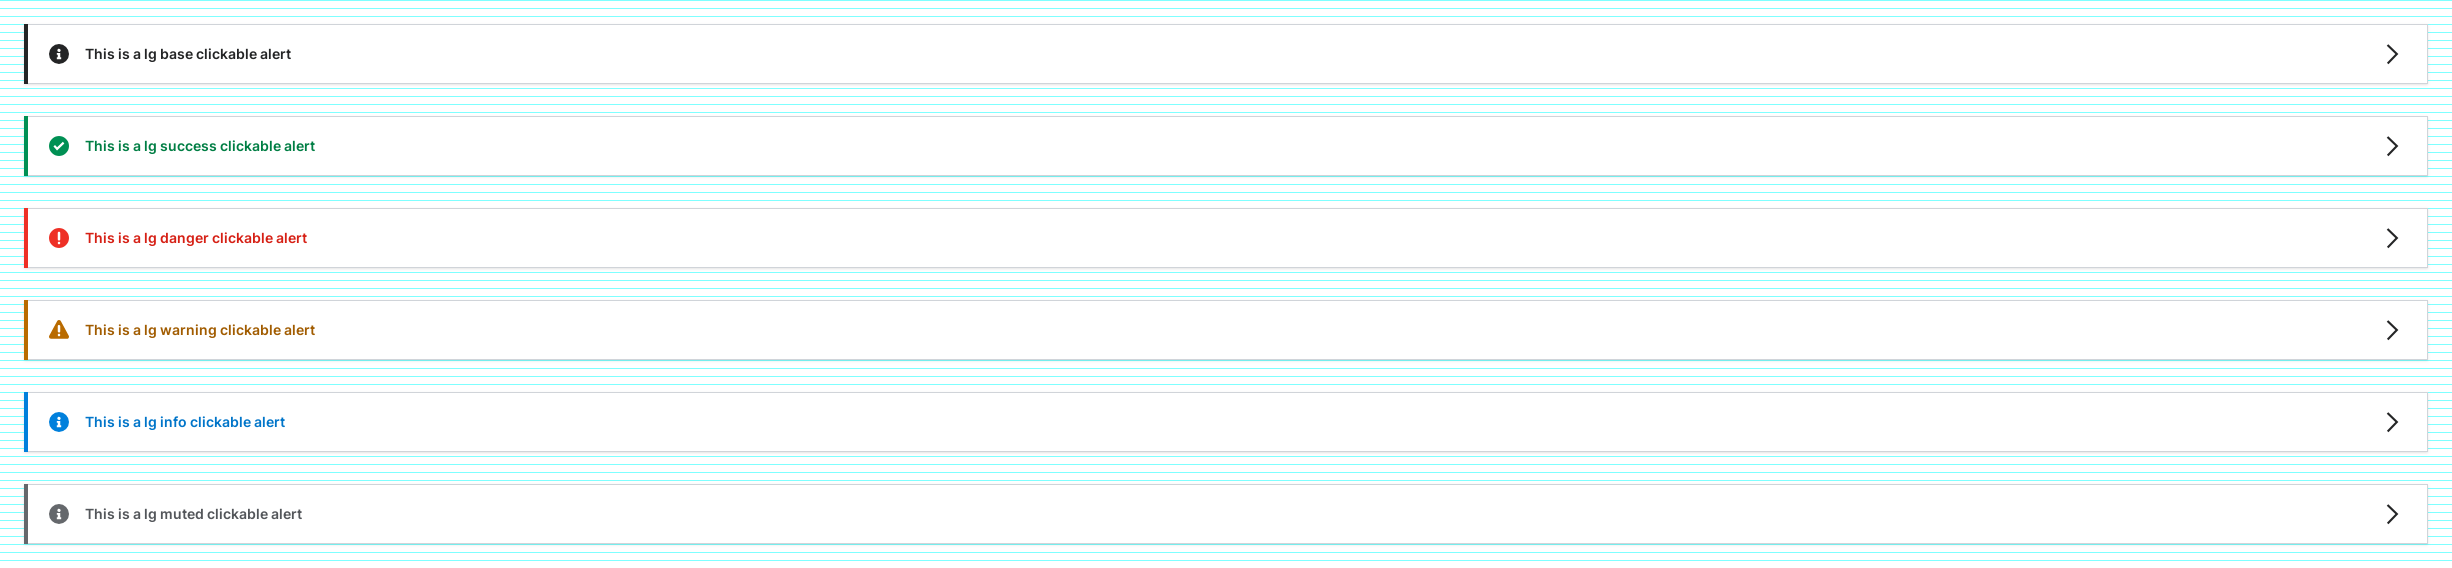 This is a lg base clickable alert
This is a lg success clickable alert
This is a lg danger clickable alert
This is a lg warning clickable alert
This is a lg info clickable alert
This is a lg muted clickable alert